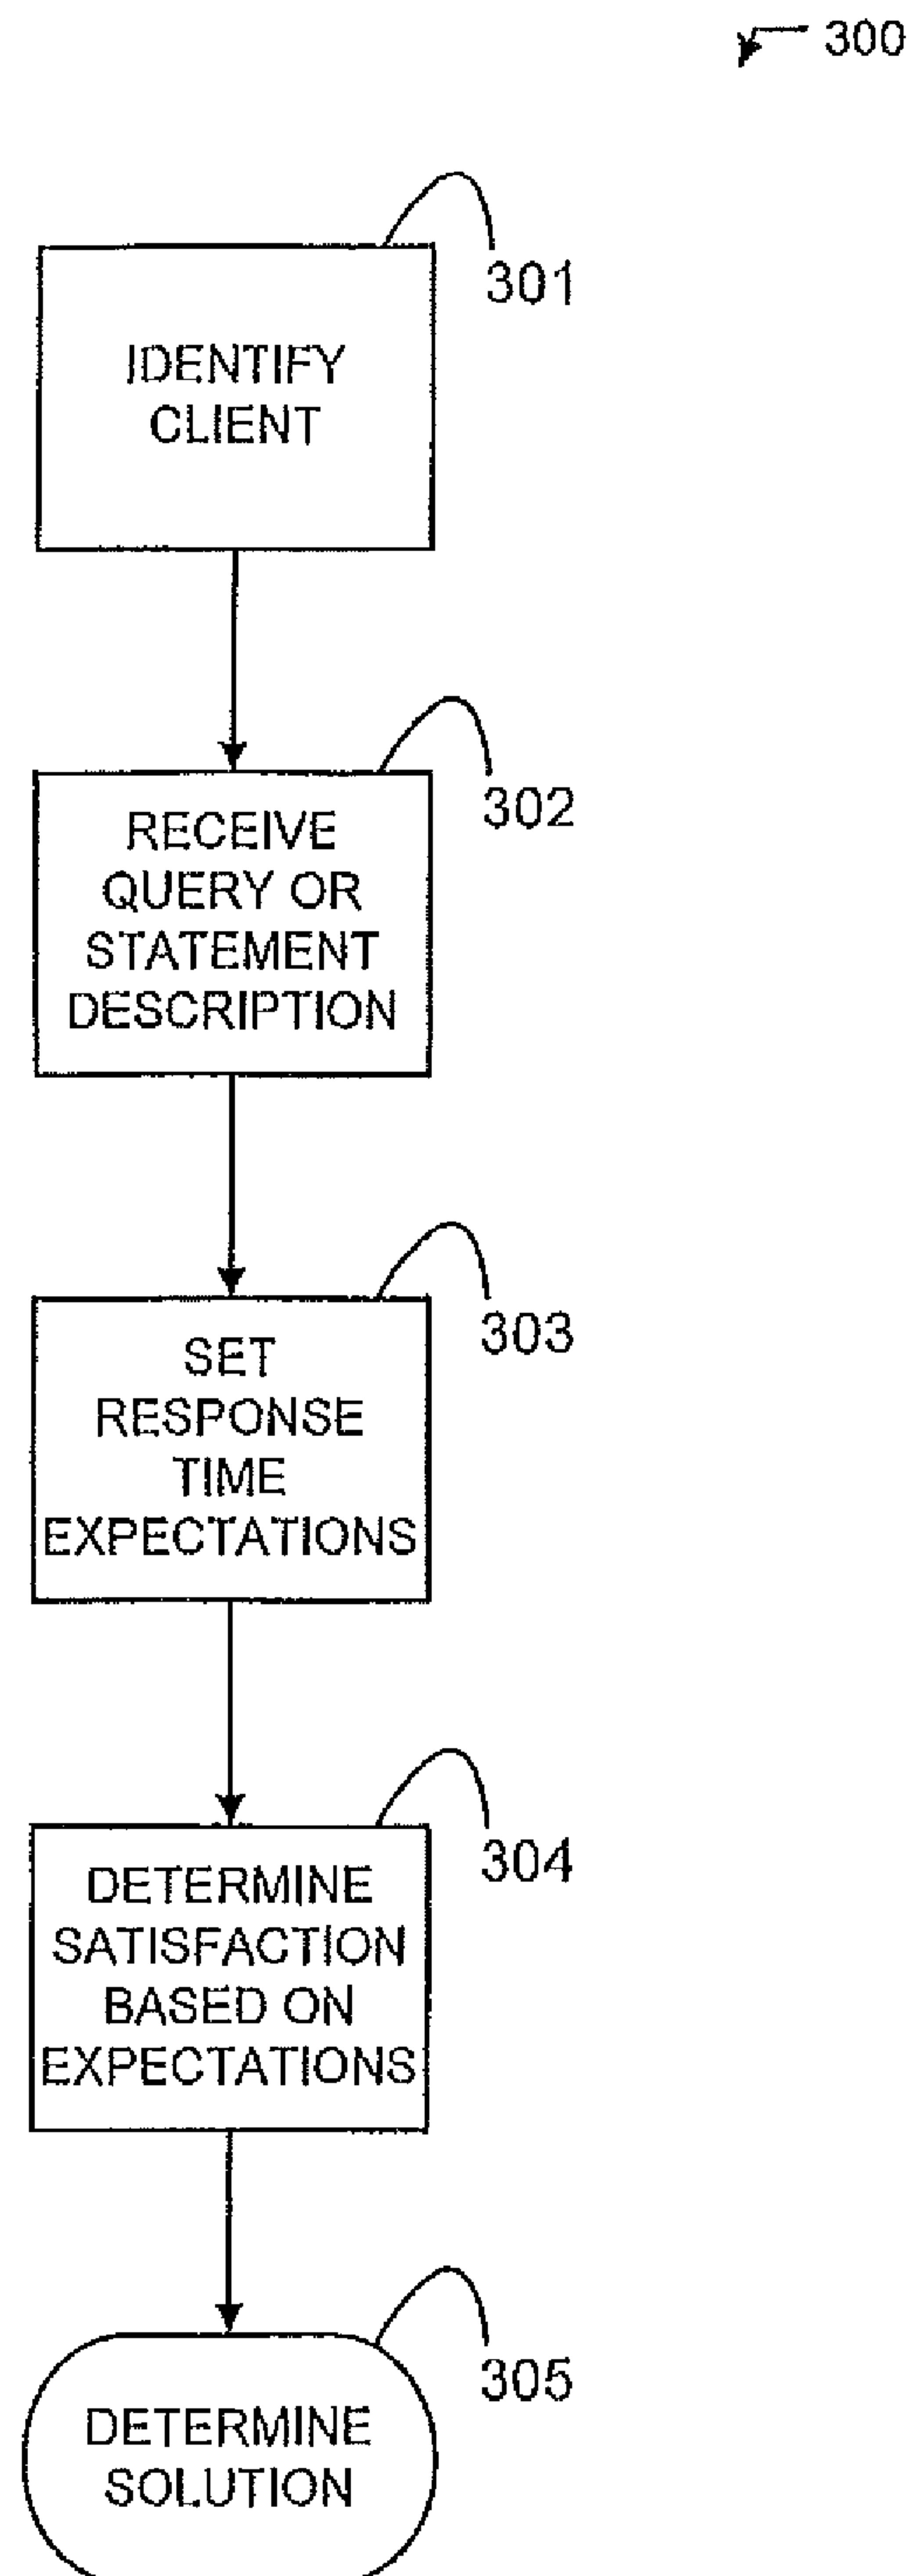 300
301
IDENTIFY
CLIENT
302
RECEIVE
QUERY OR
STATEMENT
DESCRIPTION
303
SET
RESPONSE
TIME
EXPECTATIONS
304
DETERMINE
SATISFACTION
BASED ON
EXPECTATIONS
305
DETERMINE
SOLUTION